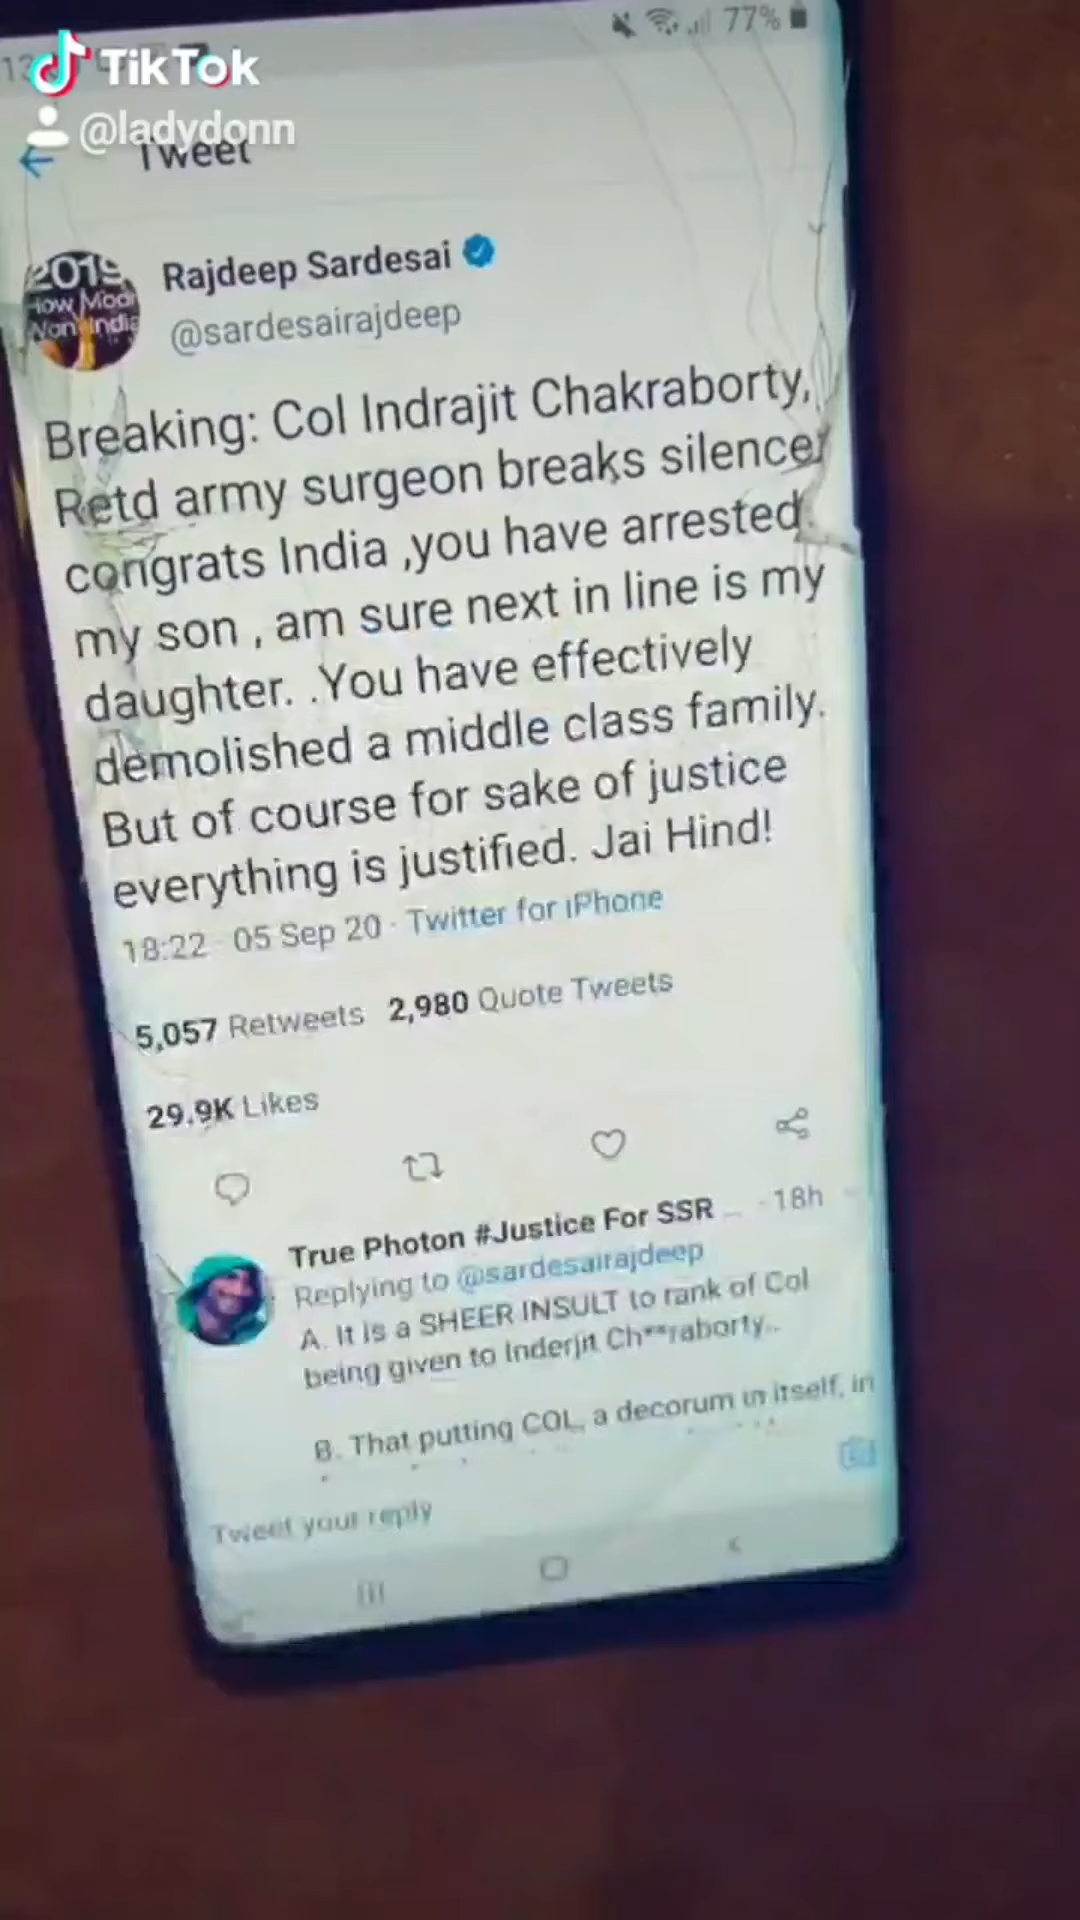 77%
TikTok
@ladydonn
Tweet
2019
How Modi
Won India
Rajdeep Sardesai
@sardesairajdeep
Breaking: Col Indrajit Chakraborty,
Retd army surgeon breaks silence/
congrats India ,you have arrested
my son , am sure next in line is my
daughter. .You have effectively
demolished a middle class family.
But of course for sake of justice
everything is justified. Jai Hind!
18:22 · 05 Sep 20 · Twitter for iPhone
5,057 Retweets 2,980 Quote Tweets
29.9K Likes
True Photon #Justice For SSR ... · 18h
Replying to @sardesairajdeep
A. It is a SHEER INSULT to rank of Col
being given to Inderjit Ch**raborty..
B. That putting COL, a decorum in itself, in
Tweet your reply